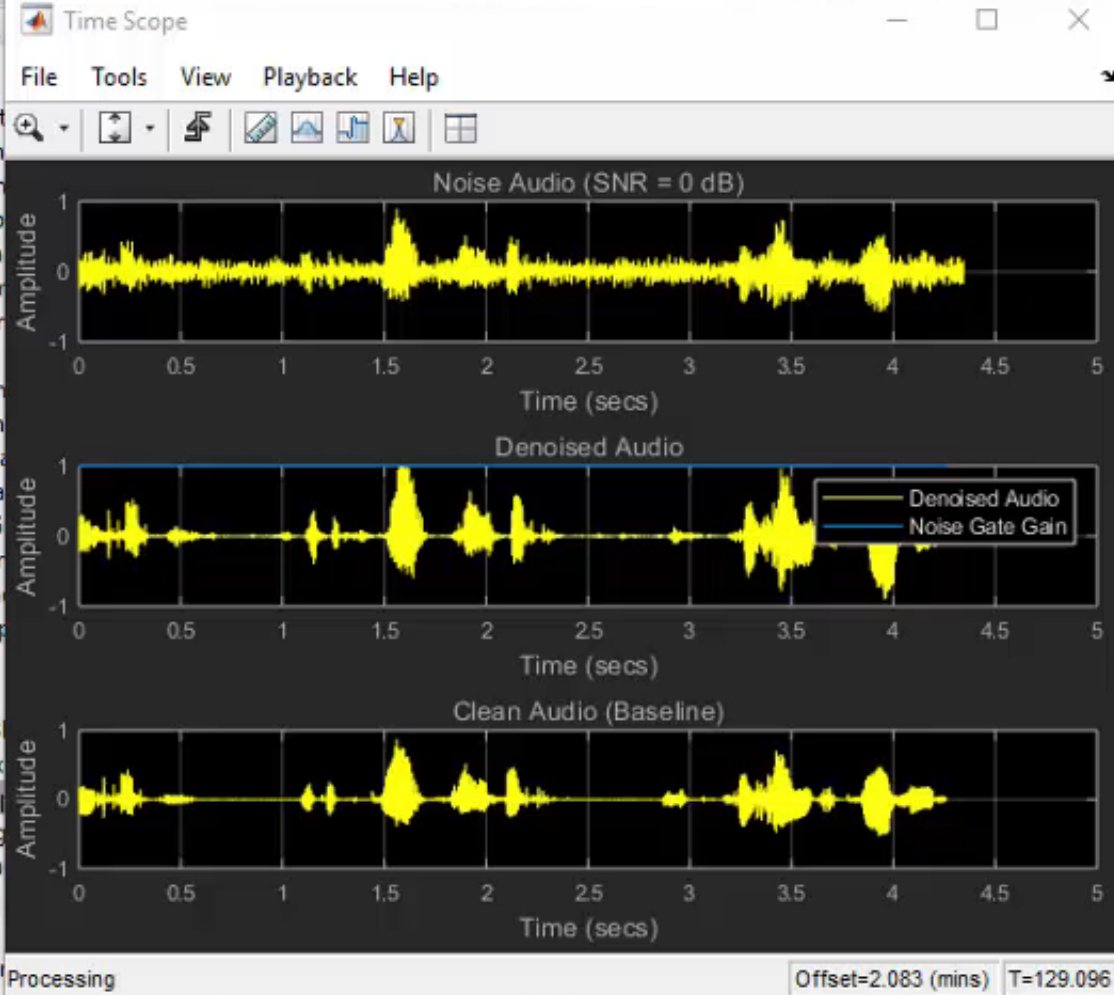 Time Scope
File Tools View Playback Help
Noise Audio (SNR = 0 dB)
Amplitude
1
0
-1
0 0.5 1 1.5 2 2.5 3 3.5 4 4.5 5
Time (secs)
Denoised Audio
Amplitude
1
0
-1
Denoised Audio
Noise Gate Gain
0 0.5 1 1.5 2 2.5 3 3.5 4 4.5 5
Time (secs)
Clean Audio (Baseline)
Amplitude
1
0
-1
0 0.5 1 1.5 2 2.5 3 3.5 4 4.5 5
Time (secs)
Processing Offset=2.083 (mins) T=129.096